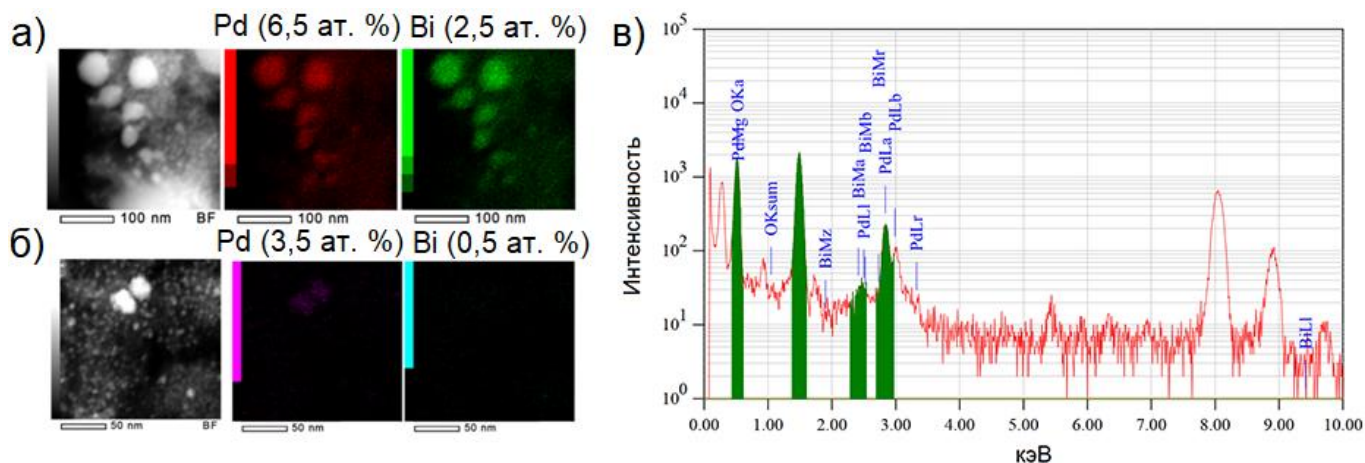 а)
Pd (6,5 ат. %) Bi (2,5 ат. %)
100 nm BF
100 nm
100 nm
б)
Pd (3,5 ат. %) Bi (0,5 ат. %)
50 nm BF
50 nm
50 nm
в)
Интенсивность
10⁵
10⁴
10³
10²
10¹
10⁰
PdMg OKa
OKsum
BiMz
BiMa
PdLl
BiMb
BiMr
PdLa
PdLb
PdLr
BiLl
0.00 1.00 2.00 3.00 4.00 5.00 6.00 7.00 8.00 9.00 10.00
кэВ